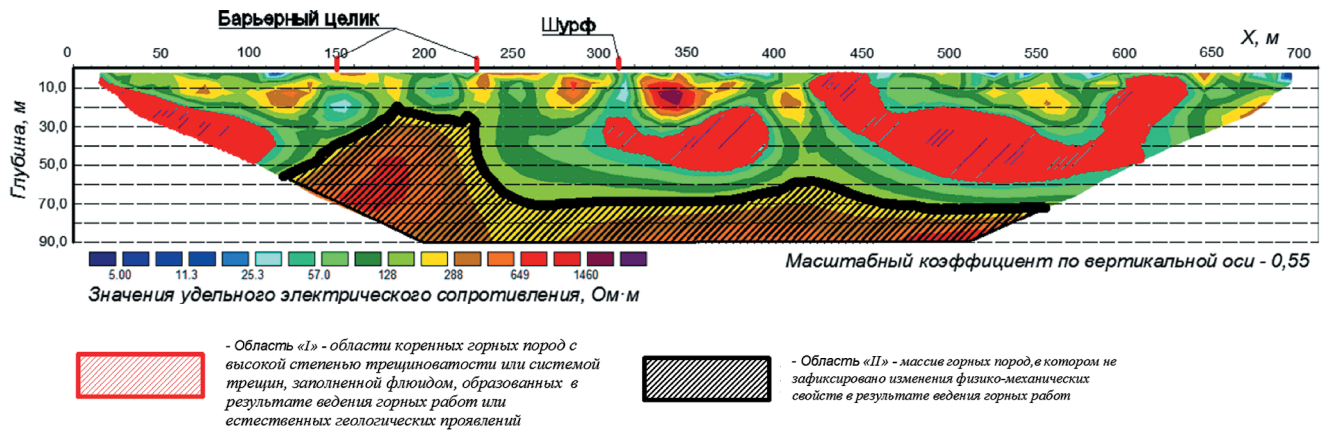 Барьерный целик
Шурф
0 50 100 150 200 250 300 350 400 450 500 550 600 650 700
X, м
Глубина, м
10,0
30,0
50,0
70,0
90,0
5.00 11.3 25.3 57.0 128 288 649 1460
Значения удельного электрического сопротивления, Ом·м
Масштабный коэффициент по вертикальной оси - 0,55
- Область «I» - области коренных горных пород с
высокой степенью трещиноватости или системой
трещин, заполненной флюидом, образованных в
результате ведения горных работ или
естественных геологических проявлений
- Область «II» - массив горных пород,в котором не
зафиксировано изменения физико-механических
свойств в результате ведения горных работ